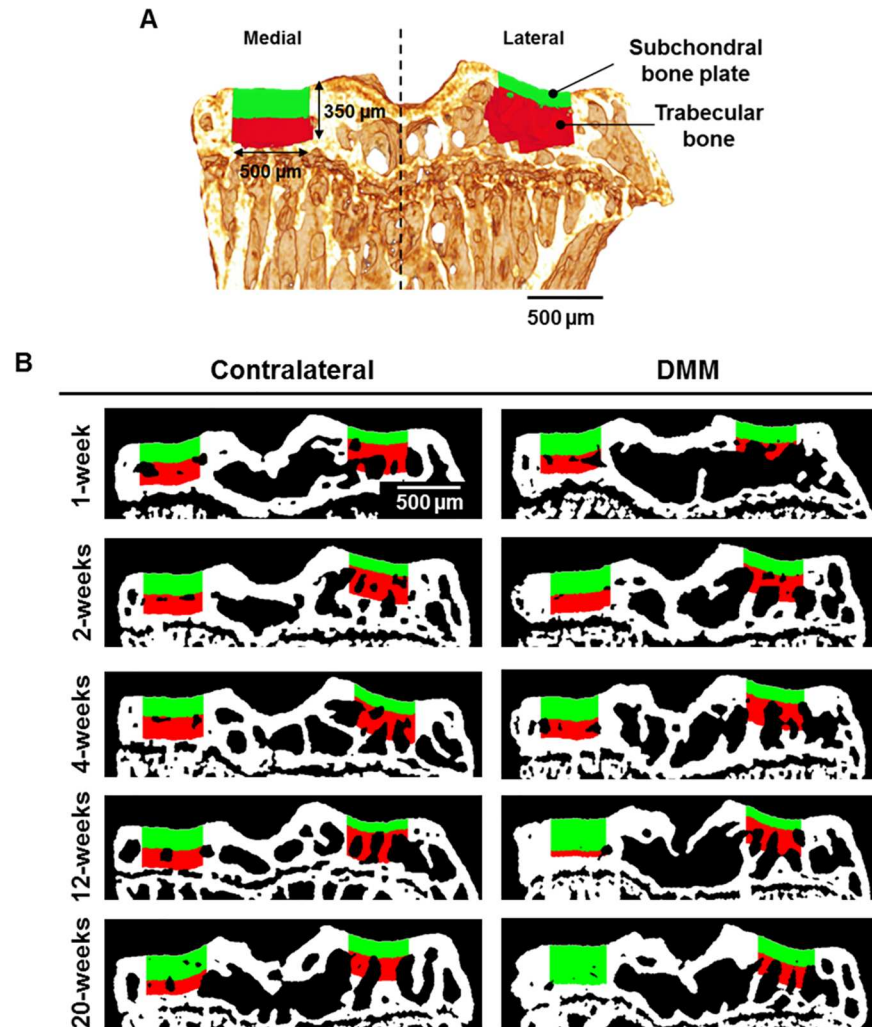 A
Medial
Lateral
Subchondral
bone plate
350 µm
Trabecular
bone
500 µm
500 µm
B
Contralateral
DMM
1-week
500 µm
2-weeks
4-weeks
12-weeks
20-weeks